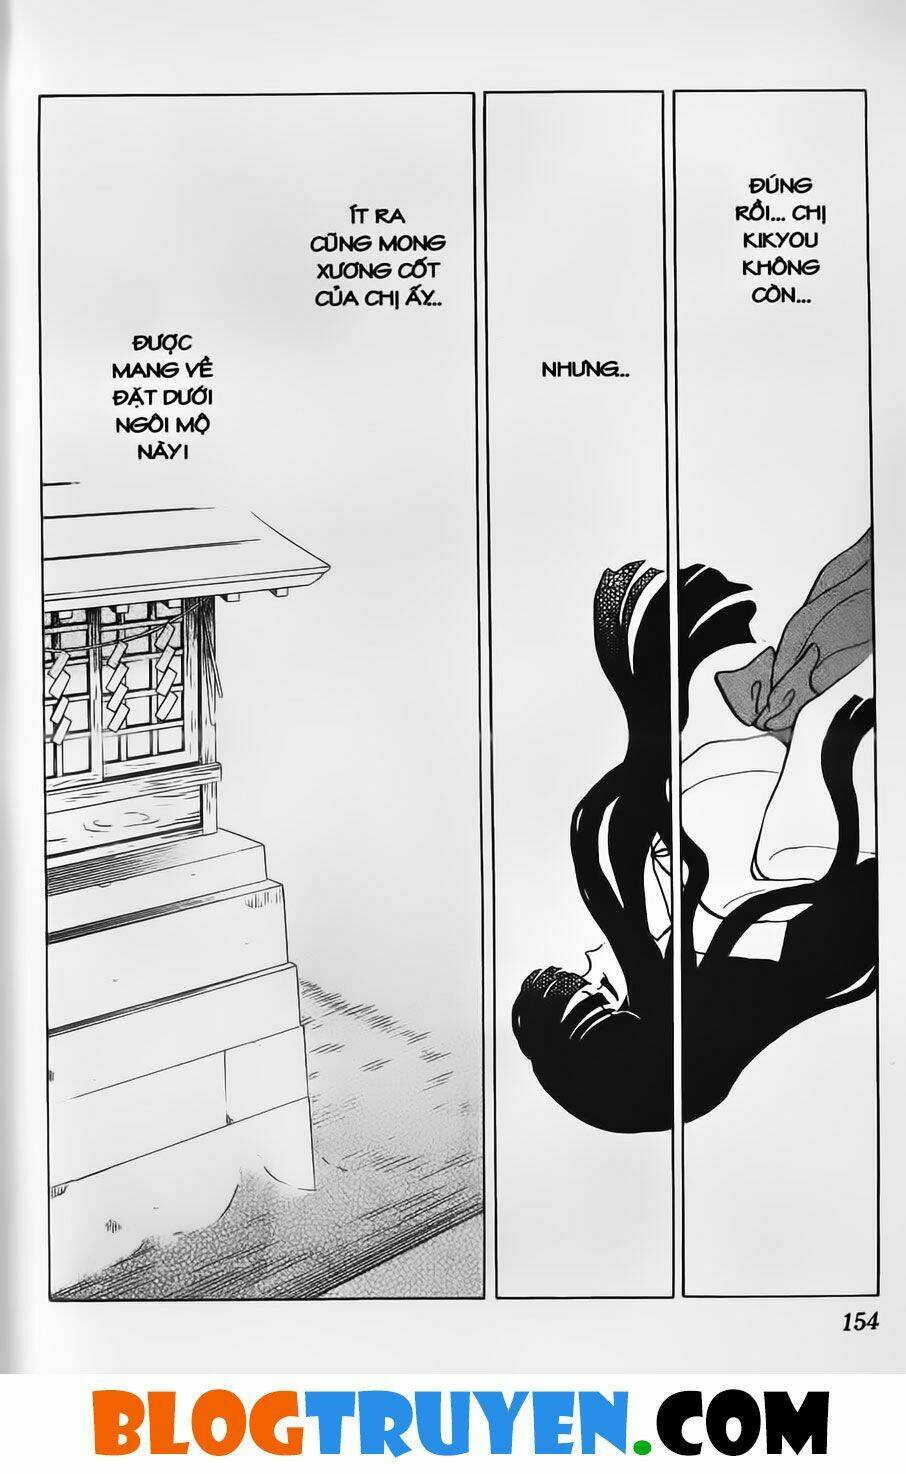 ĐÚNG
RỒI... CHỊ
KIKYOU
KHÔNG
CÒN...
NHƯNG...
ÍT RA
CŨNG MONG
XƯƠNG CỐT
CỦA CHỊ ẤY...
ĐƯỢC
MANG VỀ
ĐẶT DƯỚI
NGÔI MỘ
NÀY!
154
BLOGTRUYEN.COM